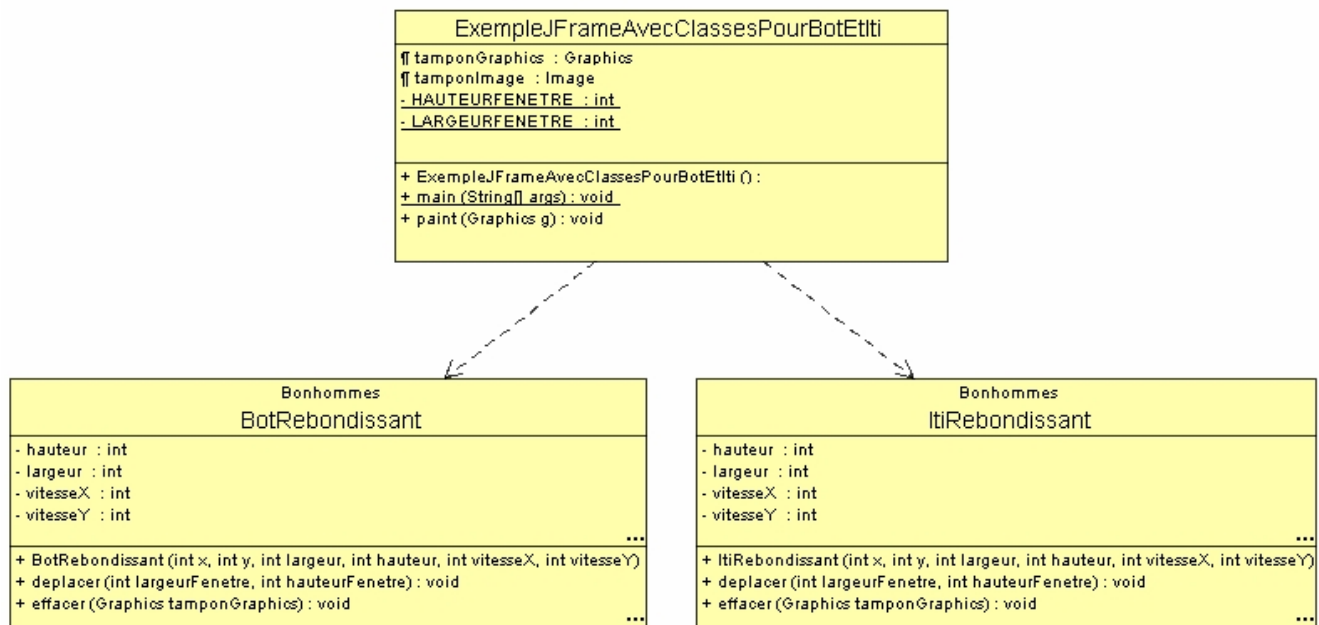 ExempleJFrameAvecClassesPourBotEtIti
¶ tamponGraphics : Graphics
¶ tamponImage : Image
- HAUTEURFENETRE : int
- LARGEURFENETRE : int
+ ExempleJFrameAvecClassesPourBotEtIti () :
+ main (String[] args) : void
+ paint (Graphics g) : void
Bonhommes
BotRebondissant
- hauteur : int
- largeur : int
- vitesseX : int
- vitesseY : int
...
+ BotRebondissant (int x, int y, int largeur, int hauteur, int vitesseX, int vitesseY)
+ deplacer (int largeurFenetre, int hauteurFenetre) : void
+ effacer (Graphics tamponGraphics) : void
...
Bonhommes
ItiRebondissant
- hauteur : int
- largeur : int
- vitesseX : int
- vitesseY : int
...
+ ItiRebondissant (int x, int y, int largeur, int hauteur, int vitesseX, int vitesseY)
+ deplacer (int largeurFenetre, int hauteurFenetre) : void
+ effacer (Graphics tamponGraphics) : void
...